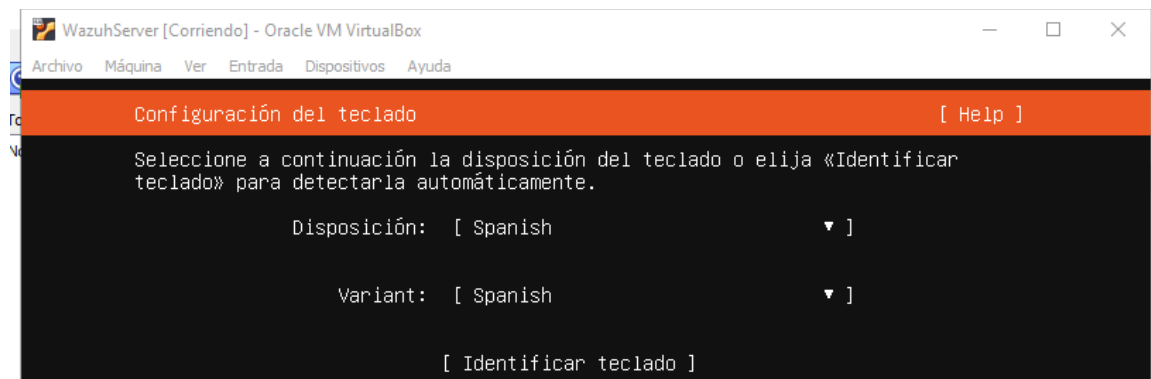 WazuhServer [Corriendo] - Oracle VM VirtualBox
Archivo Máquina Ver Entrada Dispositivos Ayuda
Configuración del teclado [ Help ]
Seleccione a continuación la disposición del teclado o elija «Identificar
teclado» para detectarla automáticamente.
Disposición: [ Spanish ▾ ]
Variant: [ Spanish ▾ ]
[ Identificar teclado ]